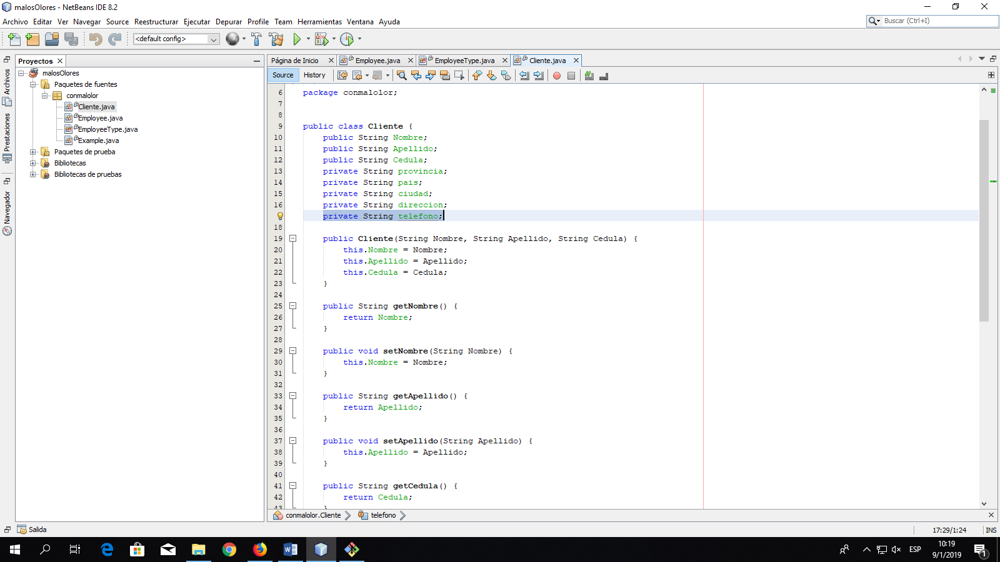 malosOlores - NetBeans IDE 8.2
Archivo Editar Ver Navegar Source Reestructurar Ejecutar Depurar Profile Team Herramientas Ventana Ayuda
Buscar (Ctrl+I)
<default config>
Proyectos
Página de Inicio Employee.java EmployeeType.java Cliente.java
Source History
Archivos
Prestaciones
Navegador
malosOlores
Paquetes de fuentes
conmalolor
Cliente.java
Employee.java
EmployeeType.java
Example.java
Paquetes de prueba
Bibliotecas
Bibliotecas de pruebas
6 package conmalolor;
7
8
9 public class Cliente {
10 public String Nombre;
11 public String Apellido;
12 public String Cedula;
13 private String provincia;
14 private String pais;
15 private String ciudad;
16 private String direccion;
private String telefono;
18
19 public Cliente(String Nombre, String Apellido, String Cedula) {
20 this.Nombre = Nombre;
21 this.Apellido = Apellido;
22 this.Cedula = Cedula;
23 }
24
25 public String getNombre() {
26 return Nombre;
27 }
28
29 public void setNombre(String Nombre) {
30 this.Nombre = Nombre;
31 }
32
33 public String getApellido() {
34 return Apellido;
35 }
36
37 public void setApellido(String Apellido) {
38 this.Apellido = Apellido;
39 }
40
41 public String getCedula() {
42 return Cedula;
43 }
conmalolor.Cliente telefono
Salida
17:29/1:24 INS
ESP
10:19
9/1/2019
1